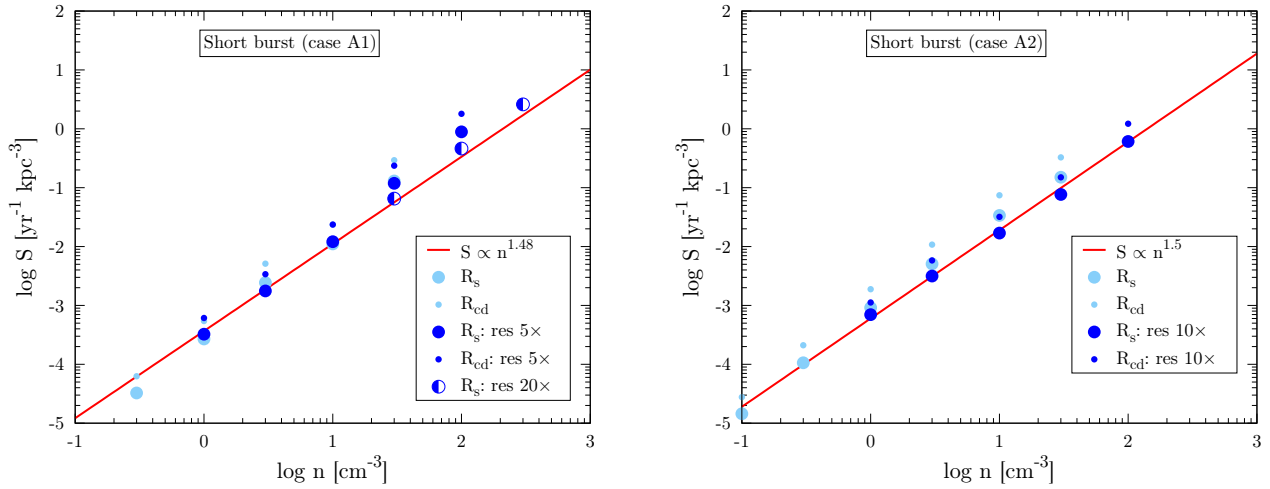 Short burst (case A1)
log S [yr⁻¹ kpc⁻³]
2
1
0
-1
-2
-3
-4
-5
S ∝ n^1.48
R_s
R_cd
R_s: res 5×
R_cd: res 5×
R_s: res 20×
-1 0 1 2 3
log n [cm⁻³]
Short burst (case A2)
log S [yr⁻¹ kpc⁻³]
2
1
0
-1
-2
-3
-4
-5
S ∝ n^1.5
R_s
R_cd
R_s: res 10×
R_cd: res 10×
-1 0 1 2 3
log n [cm⁻³]